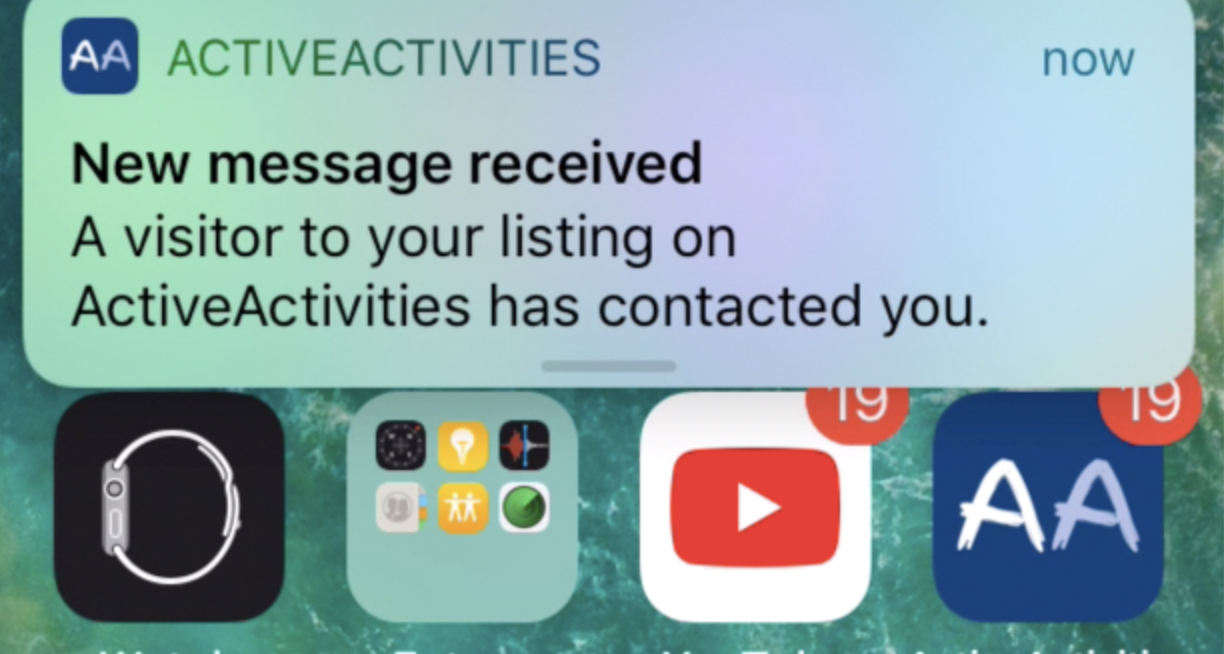 AA ACTIVEACTIVITIES now
New message received
A visitor to your listing on
ActiveActivities has contacted you.
19 19
AA